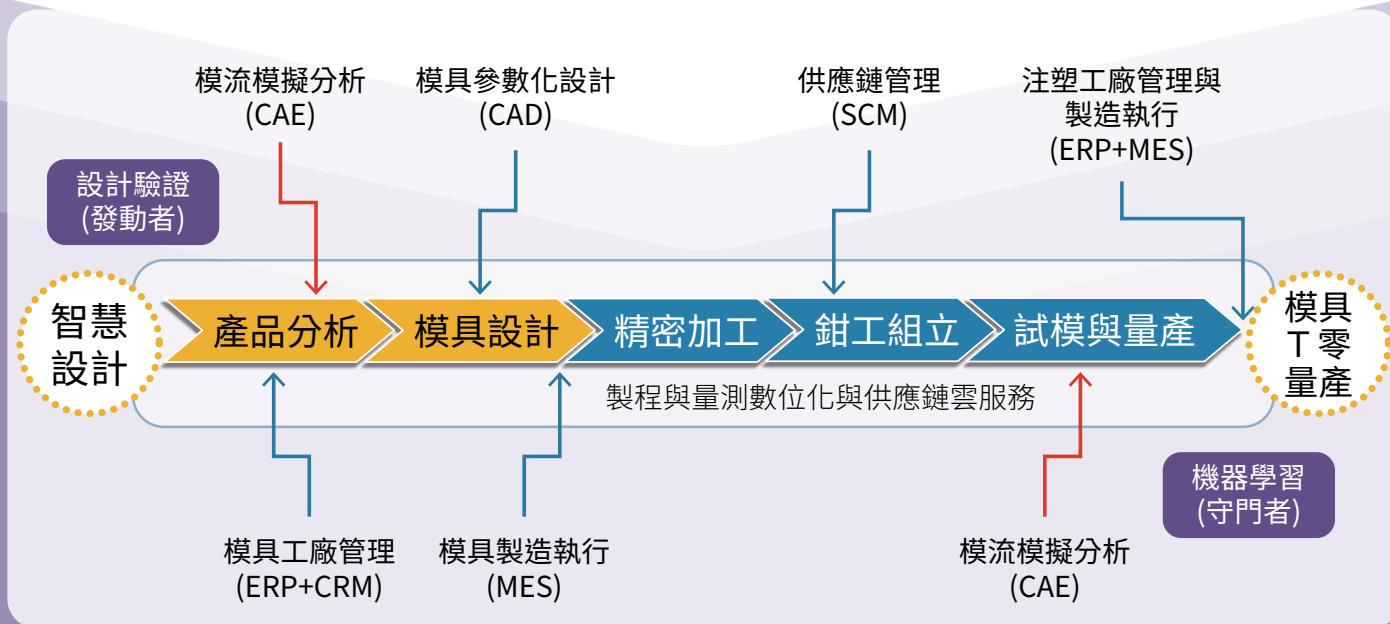 模流模擬分析
(CAE)
模具參數化設計
(CAD)
供應鏈管理
(SCM)
注塑工廠管理與
製造執行
(ERP+MES)
設計驗證
(發動者)
智慧
設計
產品分析
模具設計
精密加工
鉗工組立
試模與量產
模具
T 零
量產
製程與量測數位化與供應鏈雲服務
機器學習
(守門者)
模具工廠管理
(ERP+CRM)
模具製造執行
(MES)
模流模擬分析
(CAE)